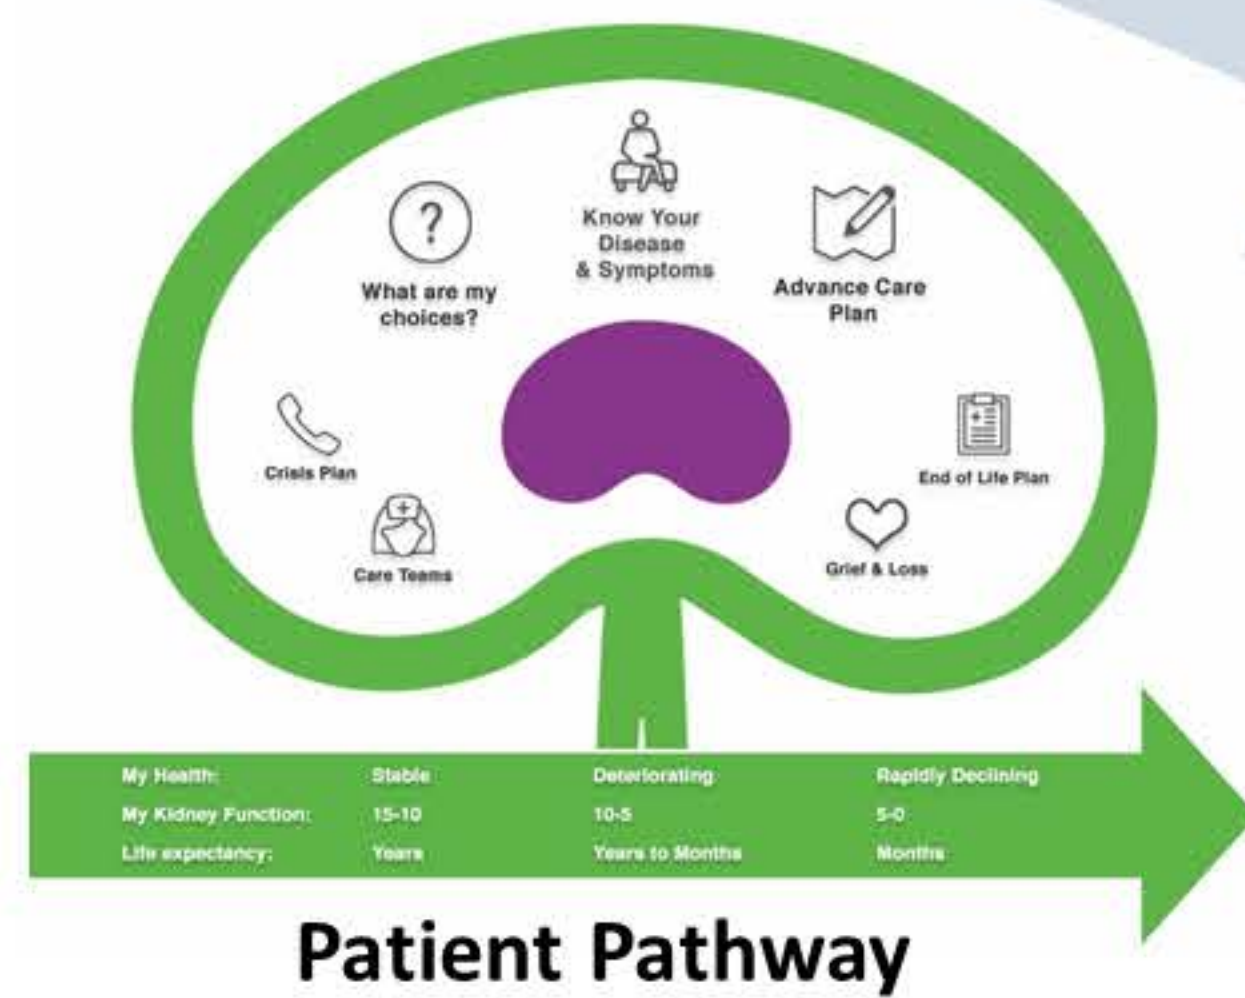 Know Your
Disease
& Symptoms
?
What are my
choices?
Advance Care
Plan
Crisis Plan
End of Life Plan
Care Teams
Grief & Loss
My Health: Stable Deteriorating Rapidly Declining
My Kidney Function: 15-10 10-5 5-0
Life expectancy: Years Years to Months Months
Patient Pathway